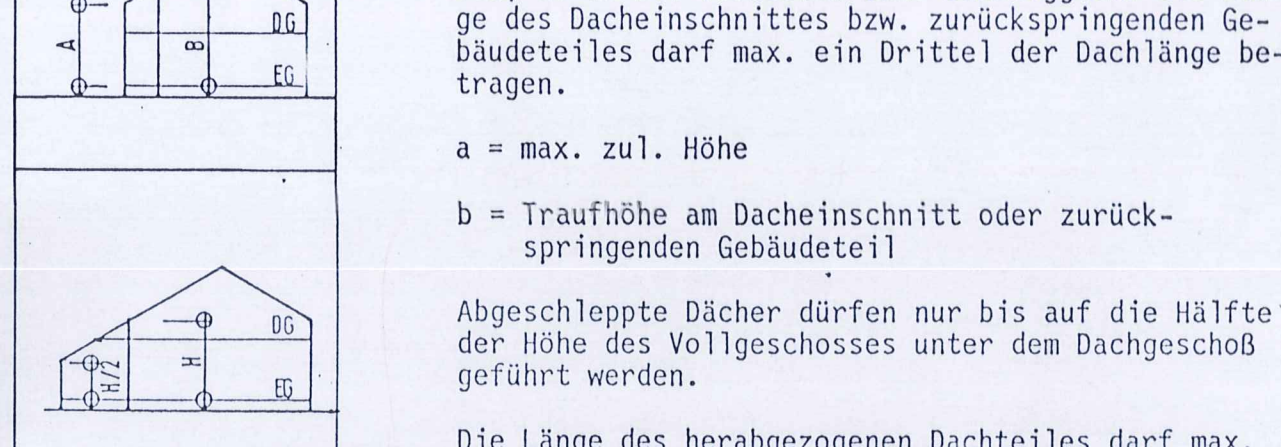 DG
A
B
EG
ge des Dacheinschnittes bzw. zurückspringenden Ge-
bäudeteiles darf max. ein Drittel der Dachlänge be-
tragen.
a = max. zul. Höhe
b = Traufhöhe am Dacheinschnitt oder zurück-
springenden Gebäudeteil
DG
H
H/2
EG
Abgeschleppte Dächer dürfen nur bis auf die Hälfte
der Höhe des Vollgeschosses unter dem Dachgeschoß
geführt werden.
Die Länge des herabgezogenen Dachteiles darf max.